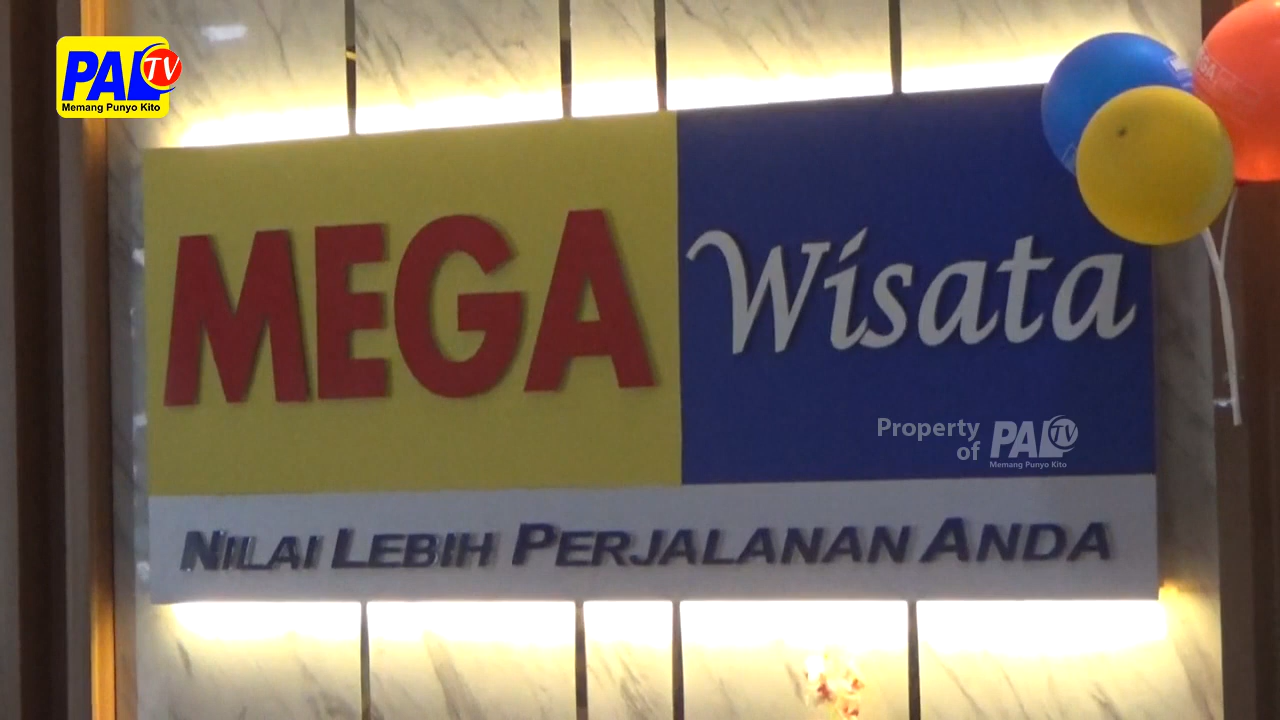 PAL TV
Memang Punyo Kito
MEGA Wisata
Property of PAL TV
Memang Punyo Kito
NILAI LEBIH PERJALANAN ANDA